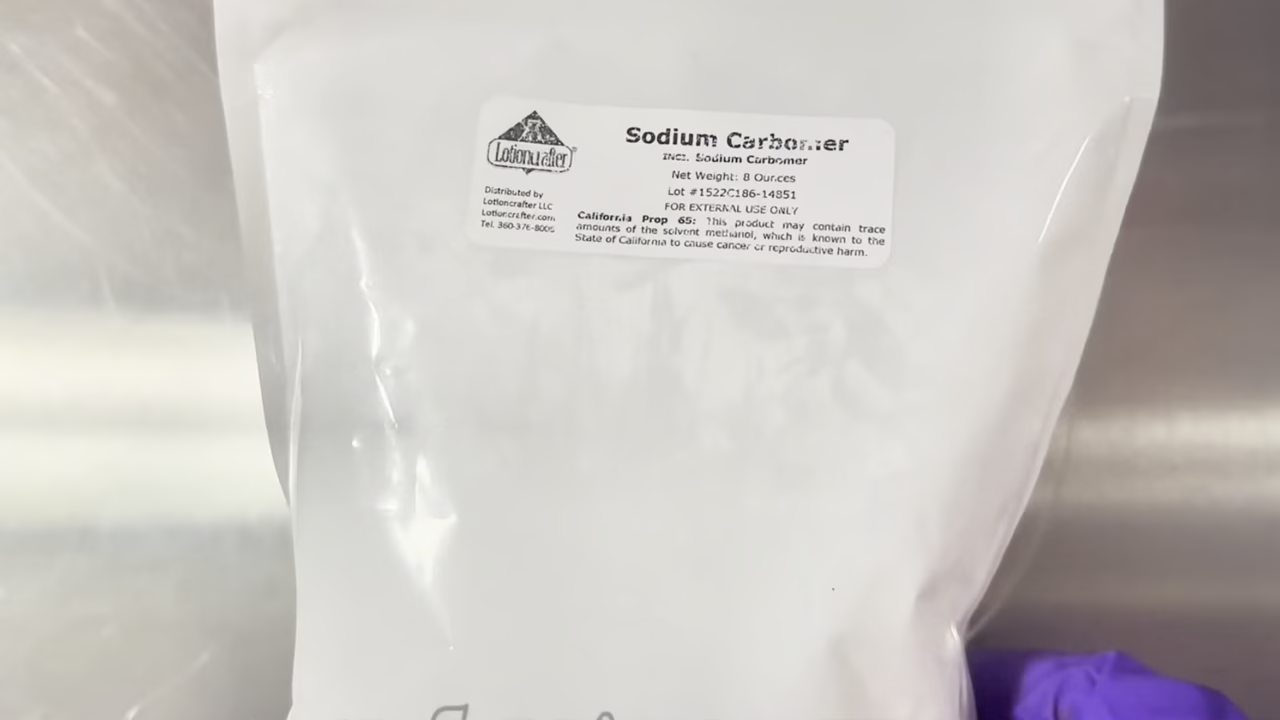 Lotioncrafter®
Distributed by
Lotioncrafter LLC
Lotioncrafter.com
Tel. 360-376-8005
Sodium Carbomer
INCI: Sodium Carbomer
Net Weight: 8 Ounces
Lot #1522C186-14851
FOR EXTERNAL USE ONLY
California Prop 65: This product may contain trace
amounts of the solvent methanol, which is known to the
State of California to cause cancer or reproductive harm.